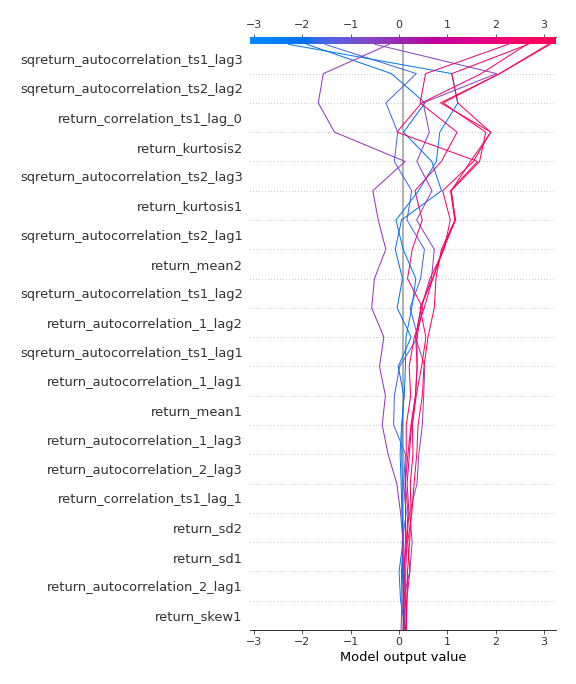 −3 −2 −1 0 1 2 3
sqreturn_autocorrelation_ts1_lag3
sqreturn_autocorrelation_ts2_lag2
return_correlation_ts1_lag_0
return_kurtosis2
sqreturn_autocorrelation_ts2_lag3
return_kurtosis1
sqreturn_autocorrelation_ts2_lag1
return_mean2
sqreturn_autocorrelation_ts1_lag2
return_autocorrelation_1_lag2
sqreturn_autocorrelation_ts1_lag1
return_autocorrelation_1_lag1
return_mean1
return_autocorrelation_1_lag3
return_autocorrelation_2_lag3
return_correlation_ts1_lag_1
return_sd2
return_sd1
return_autocorrelation_2_lag1
return_skew1
−3 −2 −1 0 1 2 3
Model output value